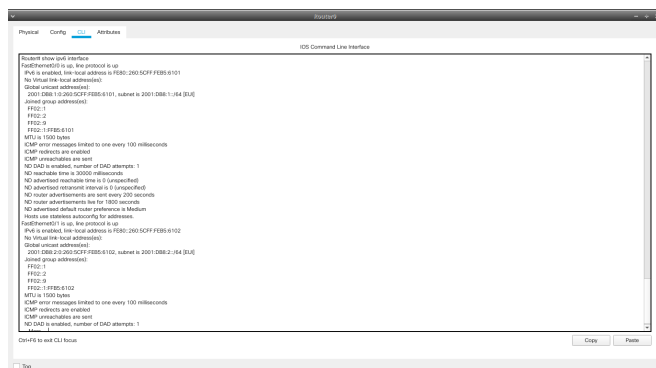 Router0
Physical Config CLI Attributes
IOS Command Line Interface
Router# show ipv6 interface
FastEthernet0/0 is up, line protocol is up
IPv6 is enabled, link-local address is FE80::260:5CFF:FEB5:6101
No Virtual link-local address(es):
Global unicast address(es):
2001:DB8:1:0:260:5CFF:FEB5:6101, subnet is 2001:DB8:1::/64 [EUI]
Joined group address(es):
FF02::1
FF02::2
FF02::9
FF02::1:FFB5:6101
MTU is 1500 bytes
ICMP error messages limited to one every 100 milliseconds
ICMP redirects are enabled
ICMP unreachables are sent
ND DAD is enabled, number of DAD attempts: 1
ND reachable time is 30000 milliseconds
ND advertised reachable time is 0 (unspecified)
ND advertised retransmit interval is 0 (unspecified)
ND router advertisements are sent every 200 seconds
ND router advertisements live for 1800 seconds
ND advertised default router preference is Medium
Hosts use stateless autoconfig for addresses.
FastEthernet0/1 is up, line protocol is up
IPv6 is enabled, link-local address is FE80::260:5CFF:FEB5:6102
No Virtual link-local address(es):
Global unicast address(es):
2001:DB8:2:0:260:5CFF:FEB5:6102, subnet is 2001:DB8:2::/64 [EUI]
Joined group address(es):
FF02::1
FF02::2
FF02::9
FF02::1:FFB5:6102
MTU is 1500 bytes
ICMP error messages limited to one every 100 milliseconds
ICMP redirects are enabled
ICMP unreachables are sent
ND DAD is enabled, number of DAD attempts: 1
Ctrl+F6 to exit CLI focus
Copy Paste
Top